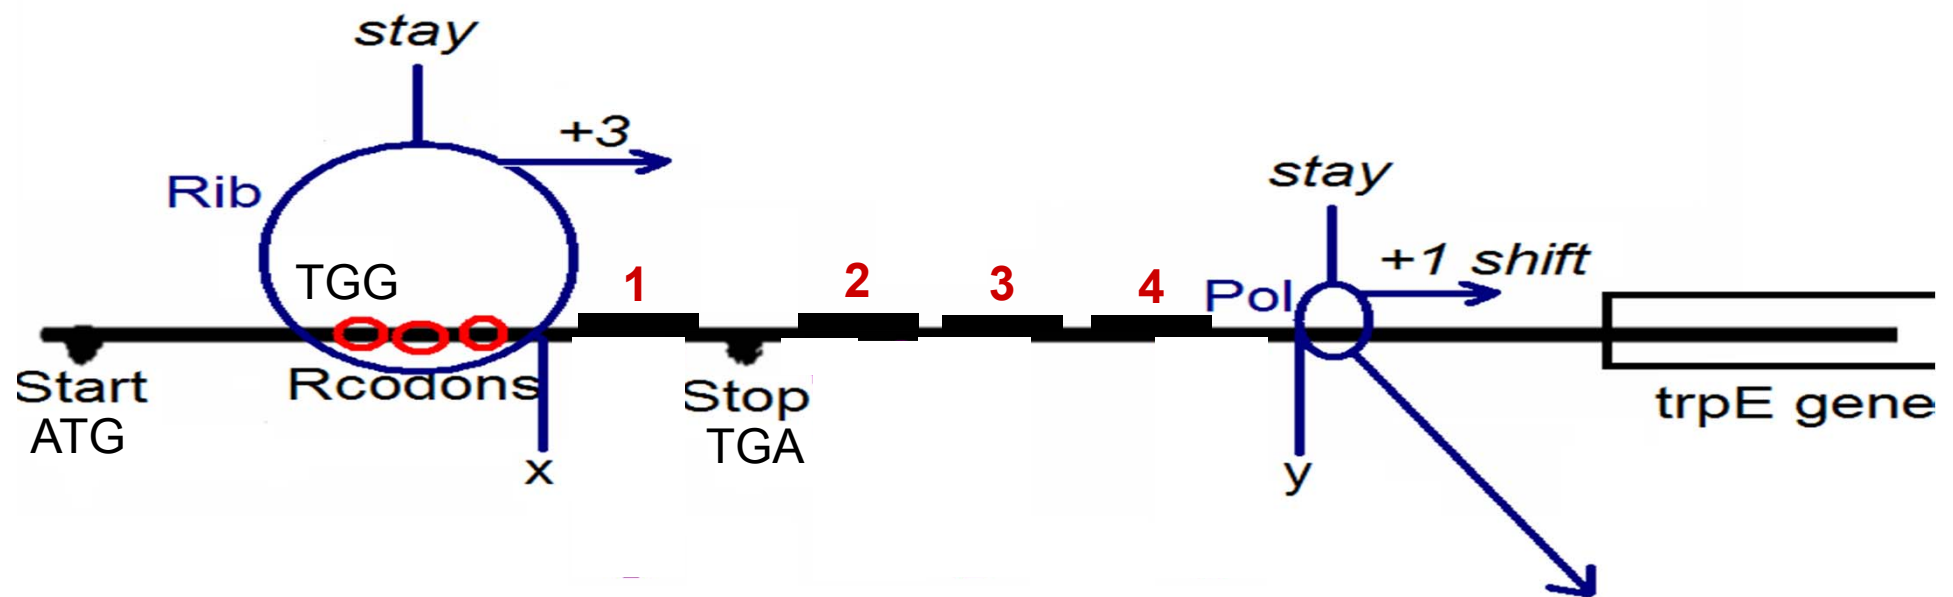 stay
+3
Rib
stay
+1 shift
TGG
1
2
3
4
Pol
Start
ATG
Rcodons
Stop
TGA
trpE gene
x
y